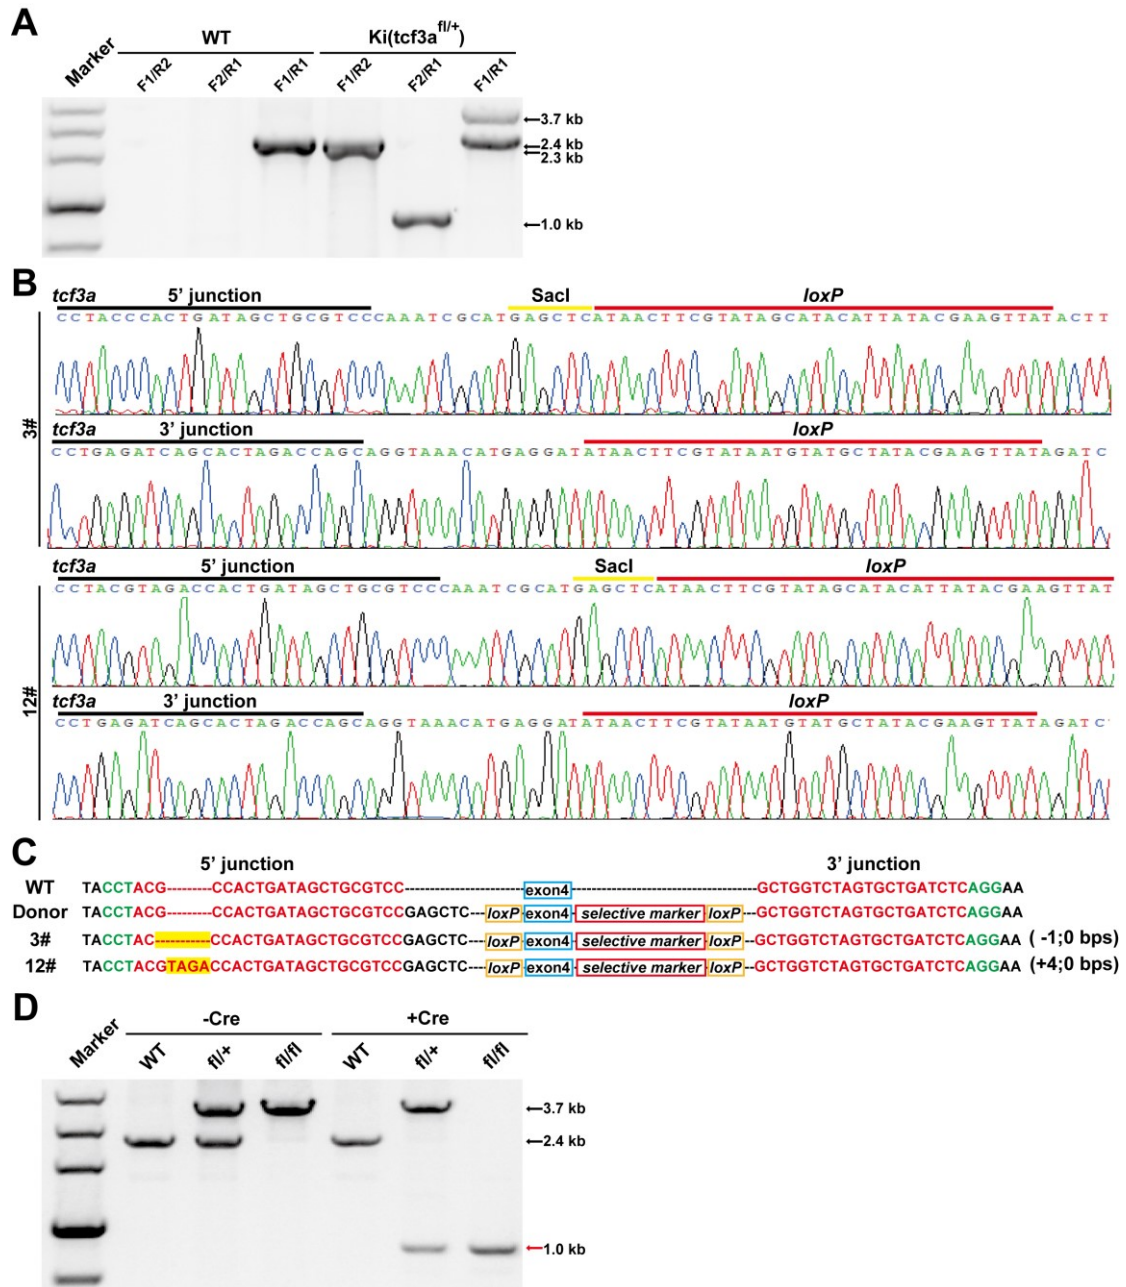 A
Marker
WT
Ki(tcf3afl/+)
F1/R2
F2/R1
F1/R1
F1/R2
F2/R1
F1/R1
←3.7 kb
←2.4 kb
←2.3 kb
←1.0 kb
B
3#
tcf3a 5’ junction SacI loxP
CCTACCCACTGATAGCTGCGTCCCAAATCGCATGAGCTCATAACTTCGTATAGCATACATTATACGAAGTTATACTT
tcf3a 3’ junction loxP
CCTGAGATCAGCACTAGACCAGCAGGTAAACATGAGGATATAACTTCGTATAATGTATGCTATACGAAGTTATAGATC
12#
tcf3a 5’ junction SacI loxP
CCTACGTAGACCACTGATAGCTGCGTCCCAAATCGCATGAGCTCATAACTTCGTATAGCATACATTATACGAAGTTAT
tcf3a 3’ junction loxP
CCTGAGATCAGCACTAGACCAGCAGGTAAACATGAGGATATAACTTCGTATAATGTATGCTATACGAAGTTATAGATC
C
5’ junction 3’ junction
WT TACCTACG--------CCACTGATAGCTGCGTCC---------------------exon4--------------------------------GCTGGTCTAGTGCTGATCTCAGGAA
Donor TACCTACG--------CCACTGATAGCTGCGTCCGAGCTC---loxP exon4 selective marker loxP--GCTGGTCTAGTGCTGATCTCAGGAA
3# TACCTAC----------CCACTGATAGCTGCGTCCGAGCTC---loxP exon4 selective marker loxP--GCTGGTCTAGTGCTGATCTCAGGAA ( -1;0 bps)
12# TACCTACGTAGACCACTGATAGCTGCGTCCGAGCTC---loxP exon4 selective marker loxP--GCTGGTCTAGTGCTGATCTCAGGAA (+4;0 bps)
D
Marker
-Cre
+Cre
WT
fl/+
fl/fl
WT
fl/+
fl/fl
←3.7 kb
←2.4 kb
←1.0 kb